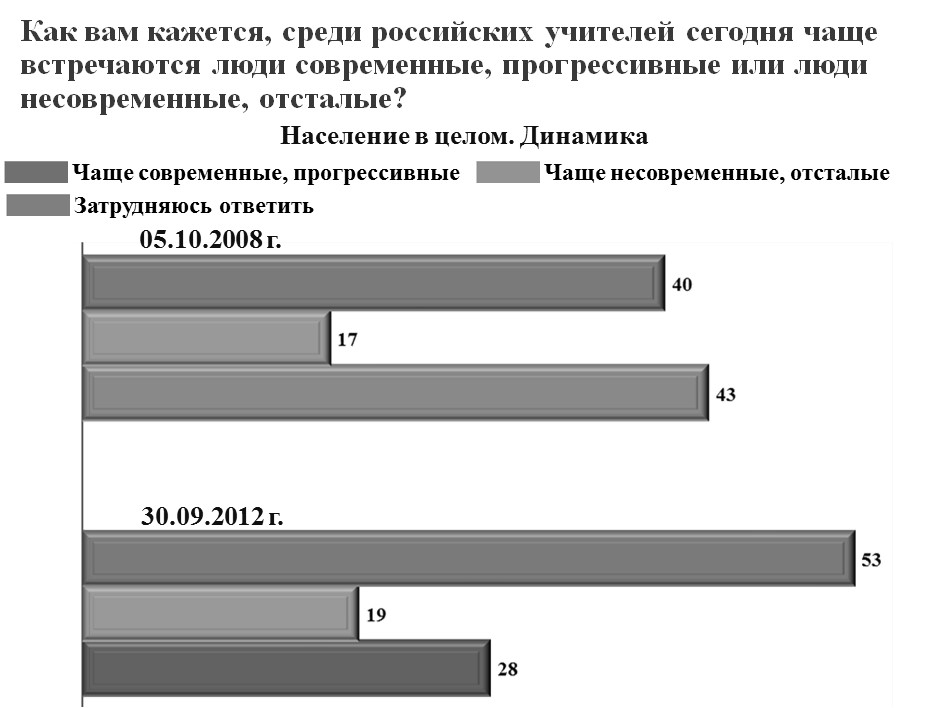 Как вам кажется, среди российских учителей сегодня чаще
встречаются люди современные, прогрессивные или люди
несовременные, отсталые?
Население в целом. Динамика
Чаще современные, прогрессивные
Чаще несовременные, отсталые
Затрудняюсь ответить
05.10.2008 г.
40
17
43
30.09.2012 г.
53
19
28